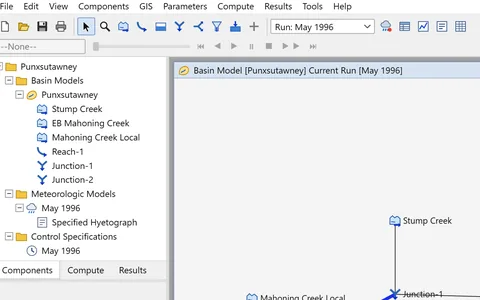 File Edit View Components GIS Parameters Compute Results Tools Help
Run: May 1996
--None--
Punxsutawney
Basin Models
Punxsutawney
Stump Creek
EB Mahoning Creek
Mahoning Creek Local
Reach-1
Junction-1
Junction-2
Meteorologic Models
May 1996
Specified Hyetograph
Control Specifications
May 1996
Components Compute Results
Basin Model [Punxsutawney] Current Run [May 1996]
Stump Creek
Junction-1
Mahoning Creek Local